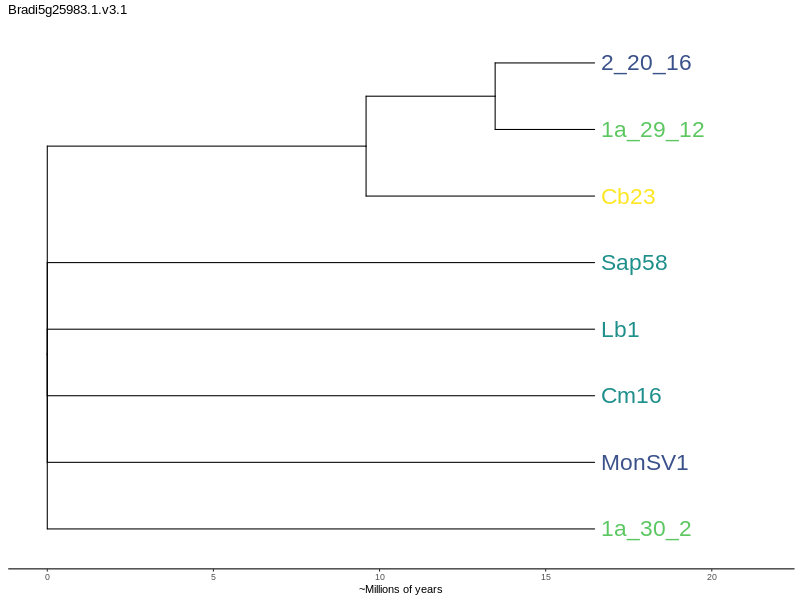 Bradi5g25983.1.v3.1
2_20_16
1a_29_12
Cb23
Sap58
Lb1
Cm16
MonSV1
1a_30_2
0 5 10 15 20
~Millions of years